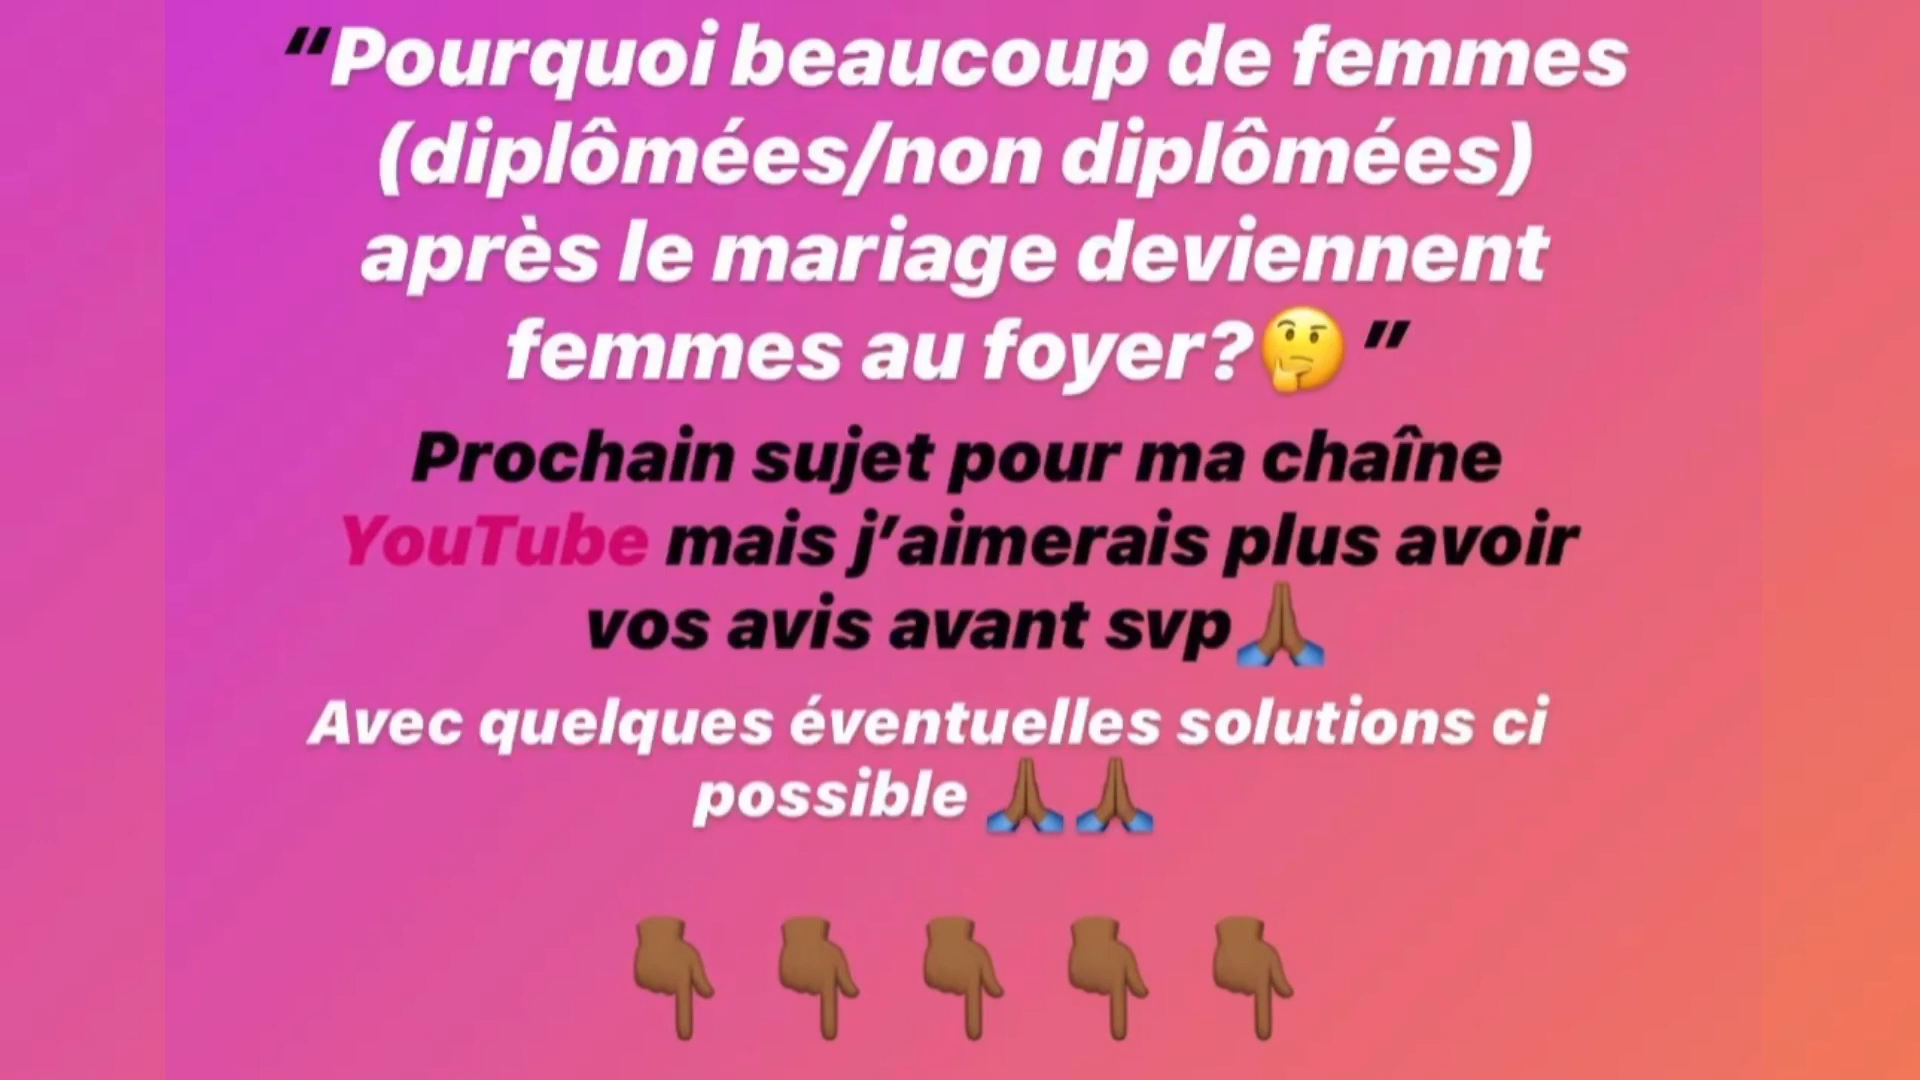 “Pourquoi beaucoup de femmes
(diplômées/non diplômées)
après le mariage deviennent
femmes au foyer?🤔”
Prochain sujet pour ma chaîne
YouTube mais j’aimerais plus avoir
vos avis avant svp🙏🏾
Avec quelques éventuelles solutions ci
possible 🙏🏾🙏🏾
👇🏾 👇🏾 👇🏾 👇🏾 👇🏾